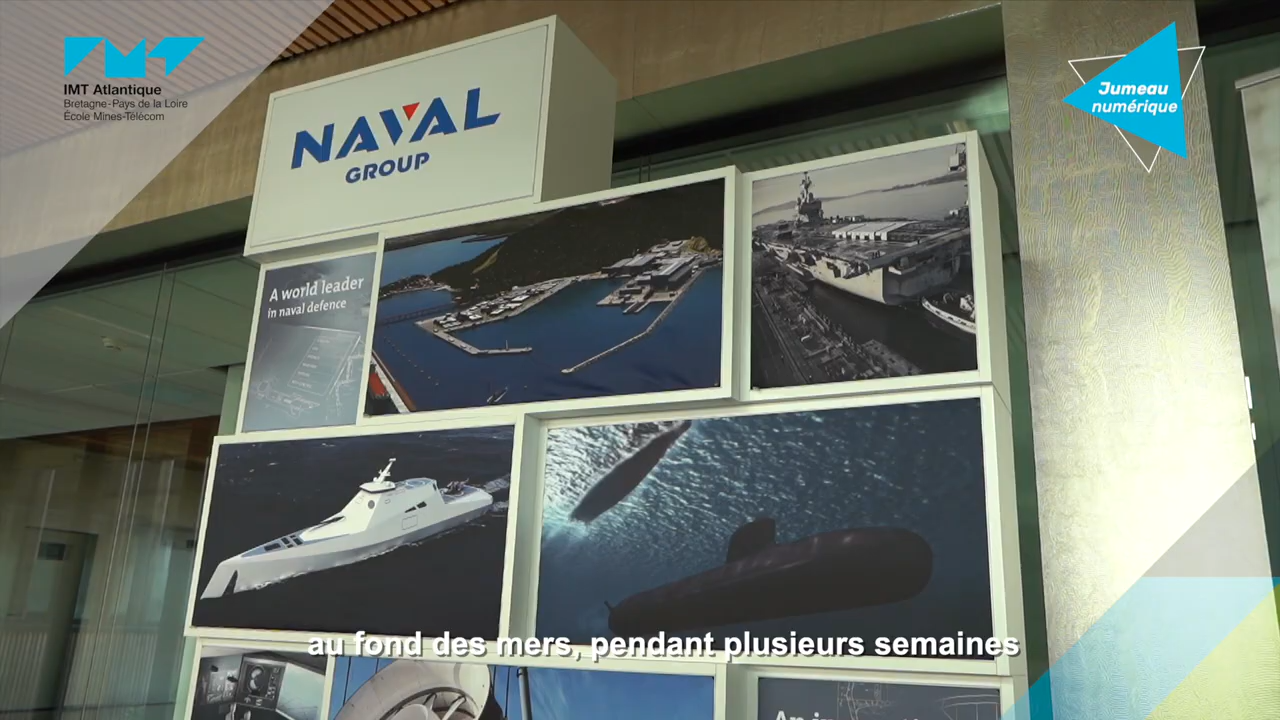 IMT Atlantique
Bretagne-Pays de la Loire
École Mines-Télécom
Jumeau
numérique
NAVAL
GROUP
A world leader
in naval defence
au fond des mers, pendant plusieurs semaines